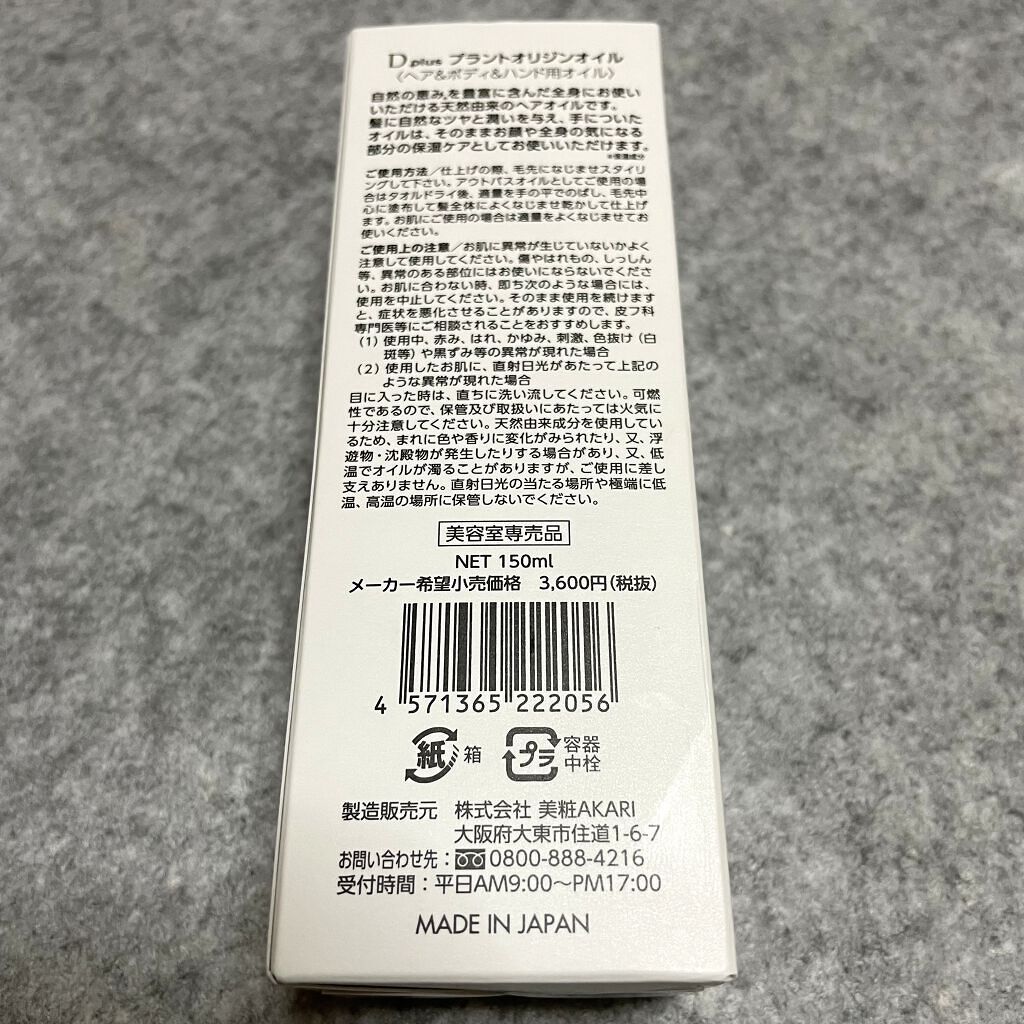 D plus プラントオリジンオイル
〈ヘア&ボディ&ハンド用オイル〉
自然の恵みを豊富に含んだ全身にお使い
いただける天然由来のヘアオイルです。
髪に自然なツヤと潤いを与え、手についた
オイルは、そのままお顔や全身の気になる
部分の保湿ケアとしてお使いいただけます。
※保湿成分
ご使用方法/仕上げの際、毛先になじませスタイリ
ングして下さい。アウトバスオイルとしてご使用の場
合はタオルドライ後、適量を手の平でのばし、毛先中
心に塗布して髪全体によくなじませ乾かして仕上げ
ます。お肌にご使用の場合は適量をよくなじませてお
使いください。
ご使用上の注意/お肌に異常が生じていないかよく
注意して使用してください。傷やはれもの、しっしん
等、異常のある部位にはお使いにならないでくださ
い。お肌に合わない時、即ち次のような場合には、
使用を中止してください。そのまま使用を続けます
と、症状を悪化させることがありますので、皮フ科
専門医等にご相談されることをおすすめします。
(1) 使用中、赤み、はれ、かゆみ、刺激、色抜け(白
斑等)や黒ずみ等の異常が現れた場合
(2) 使用したお肌に、直射日光があたって上記の
ような異常が現れた場合
目に入った時は、直ちに洗い流してください。可燃
性であるので、保管及び取扱いにあたっては火気に
十分注意してください。天然由来成分を使用してい
るため、まれに色や香りに変化がみられたり、又、浮
遊物・沈殿物が発生したりする場合があり、又、低
温でオイルが濁ることがありますが、ご使用に差し
支えありません。直射日光の当たる場所や極端に低
温、高温の場所に保管しないでください。
美容室専売品
NET 150ml
メーカー希望小売価格 3,600円(税抜)
4 571365 222056
紙 箱 プラ 容器
中栓
製造販売元 株式会社 美粧AKARI
大阪府大東市住道1-6-7
お問い合わせ先:0800-888-4216
受付時間:平日AM9:00〜PM17:00
MADE IN JAPAN